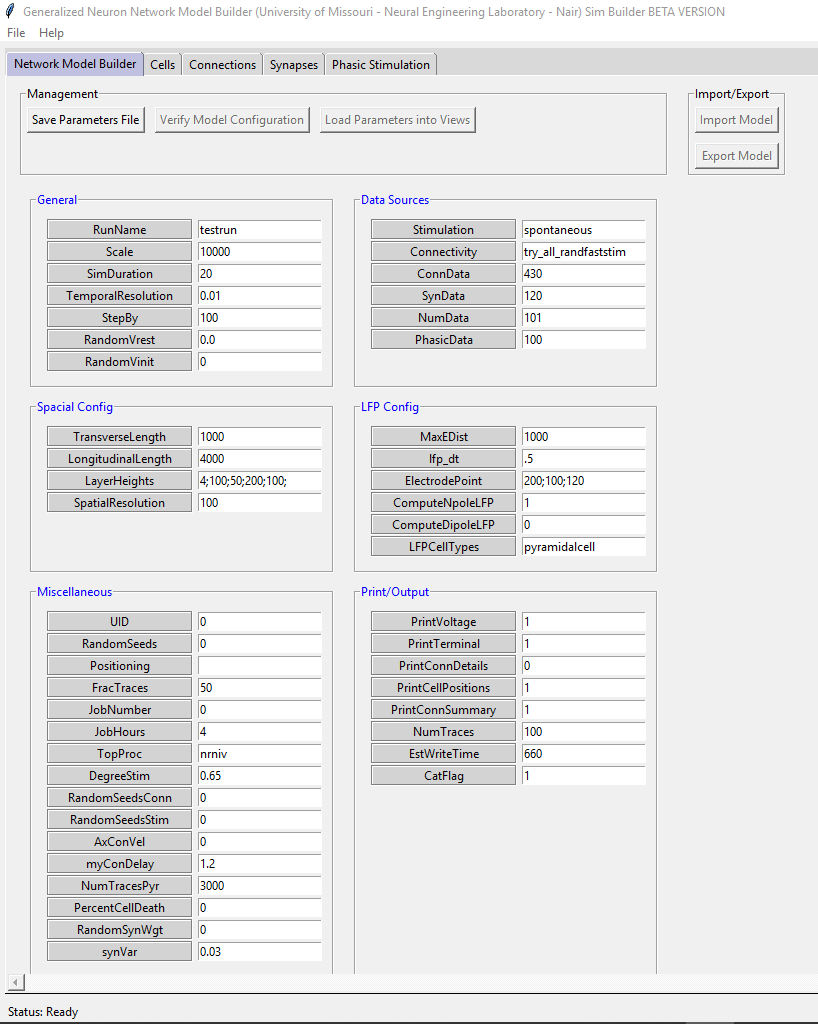 Generalized Neuron Network Model Builder (University of Missouri - Neural Engineering Laboratory - Nair) Sim Builder BETA VERSION
File Help
Network Model Builder Cells Connections Synapses Phasic Stimulation
Management
Save Parameters File Verify Model Configuration Load Parameters into Views
Import/Export
Import Model
Export Model
General
RunName testrun
Scale 10000
SimDuration 20
TemporalResolution 0.01
StepBy 100
RandomVrest 0.0
RandomVinit 0
Data Sources
Stimulation spontaneous
Connectivity try_all_randfaststim
ConnData 430
SynData 120
NumData 101
PhasicData 100
Spacial Config
TransverseLength 1000
LongitudinalLength 4000
LayerHeights 4;100;50;200;100;
SpatialResolution 100
LFP Config
MaxEDist 1000
lfp_dt .5
ElectrodePoint 200;100;120
ComputeNpoleLFP 1
ComputeDipoleLFP 0
LFPCellTypes pyramidalcell
Miscellaneous
UID 0
RandomSeeds 0
Positioning
FracTraces 50
JobNumber 0
JobHours 4
TopProc nrniv
DegreeStim 0.65
RandomSeedsConn 0
RandomSeedsStim 0
AxConVel 0
myConDelay 1.2
NumTracesPyr 3000
PercentCellDeath 0
RandomSynWgt 0
synVar 0.03
Print/Output
PrintVoltage 1
PrintTerminal 1
PrintConnDetails 0
PrintCellPositions 1
PrintConnSummary 1
NumTraces 100
EstWriteTime 660
CatFlag 1
Status: Ready